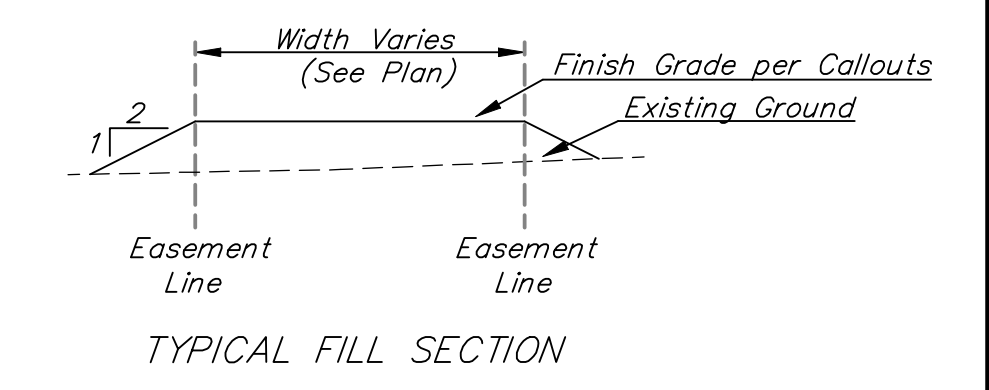 Width Varies
(See Plan)
Finish Grade per Callouts
Existing Ground
2
1
Easement
Line
Easement
Line
TYPICAL FILL SECTION